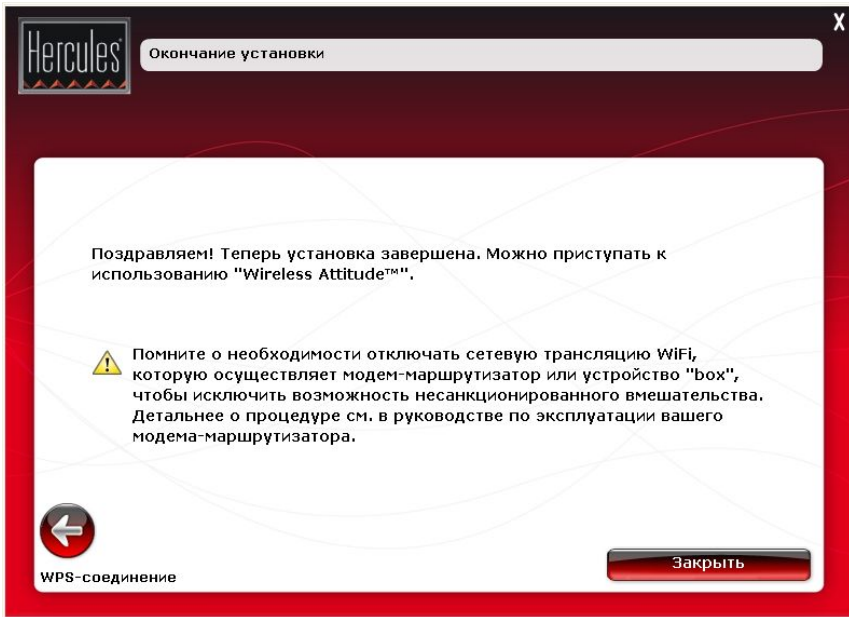 X
Hercules
Окончание установки
Поздравляем! Теперь установка завершена. Можно приступать к
использованию "Wireless Attitude™".
Помните о необходимости отключать сетевую трансляцию WiFi,
которую осуществляет модем-маршрутизатор или устройство "box",
чтобы исключить возможность несанкционированного вмешательства.
Детальнее о процедуре см. в руководстве по эксплуатации вашего
модема-маршрутизатора.
WPS-соединение
Закрыть